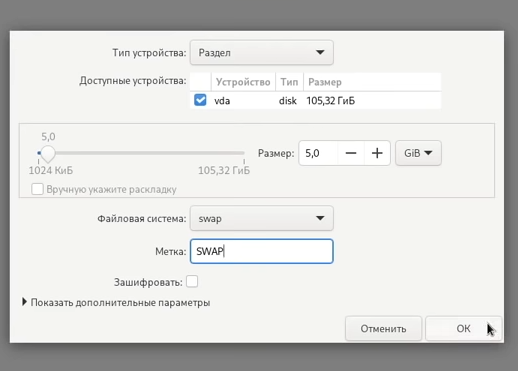 Тип устройства: Раздел
Доступные устройства: Устройство Тип Размер
vda disk 105,32 ГиБ
5,0
Размер: 5,0 GiB
1024 КиБ 105,32 ГиБ
Вручную укажите раскладку
Файловая система: swap
Метка: SWAP
Зашифровать:
Показать дополнительные параметры
Отменить ОК